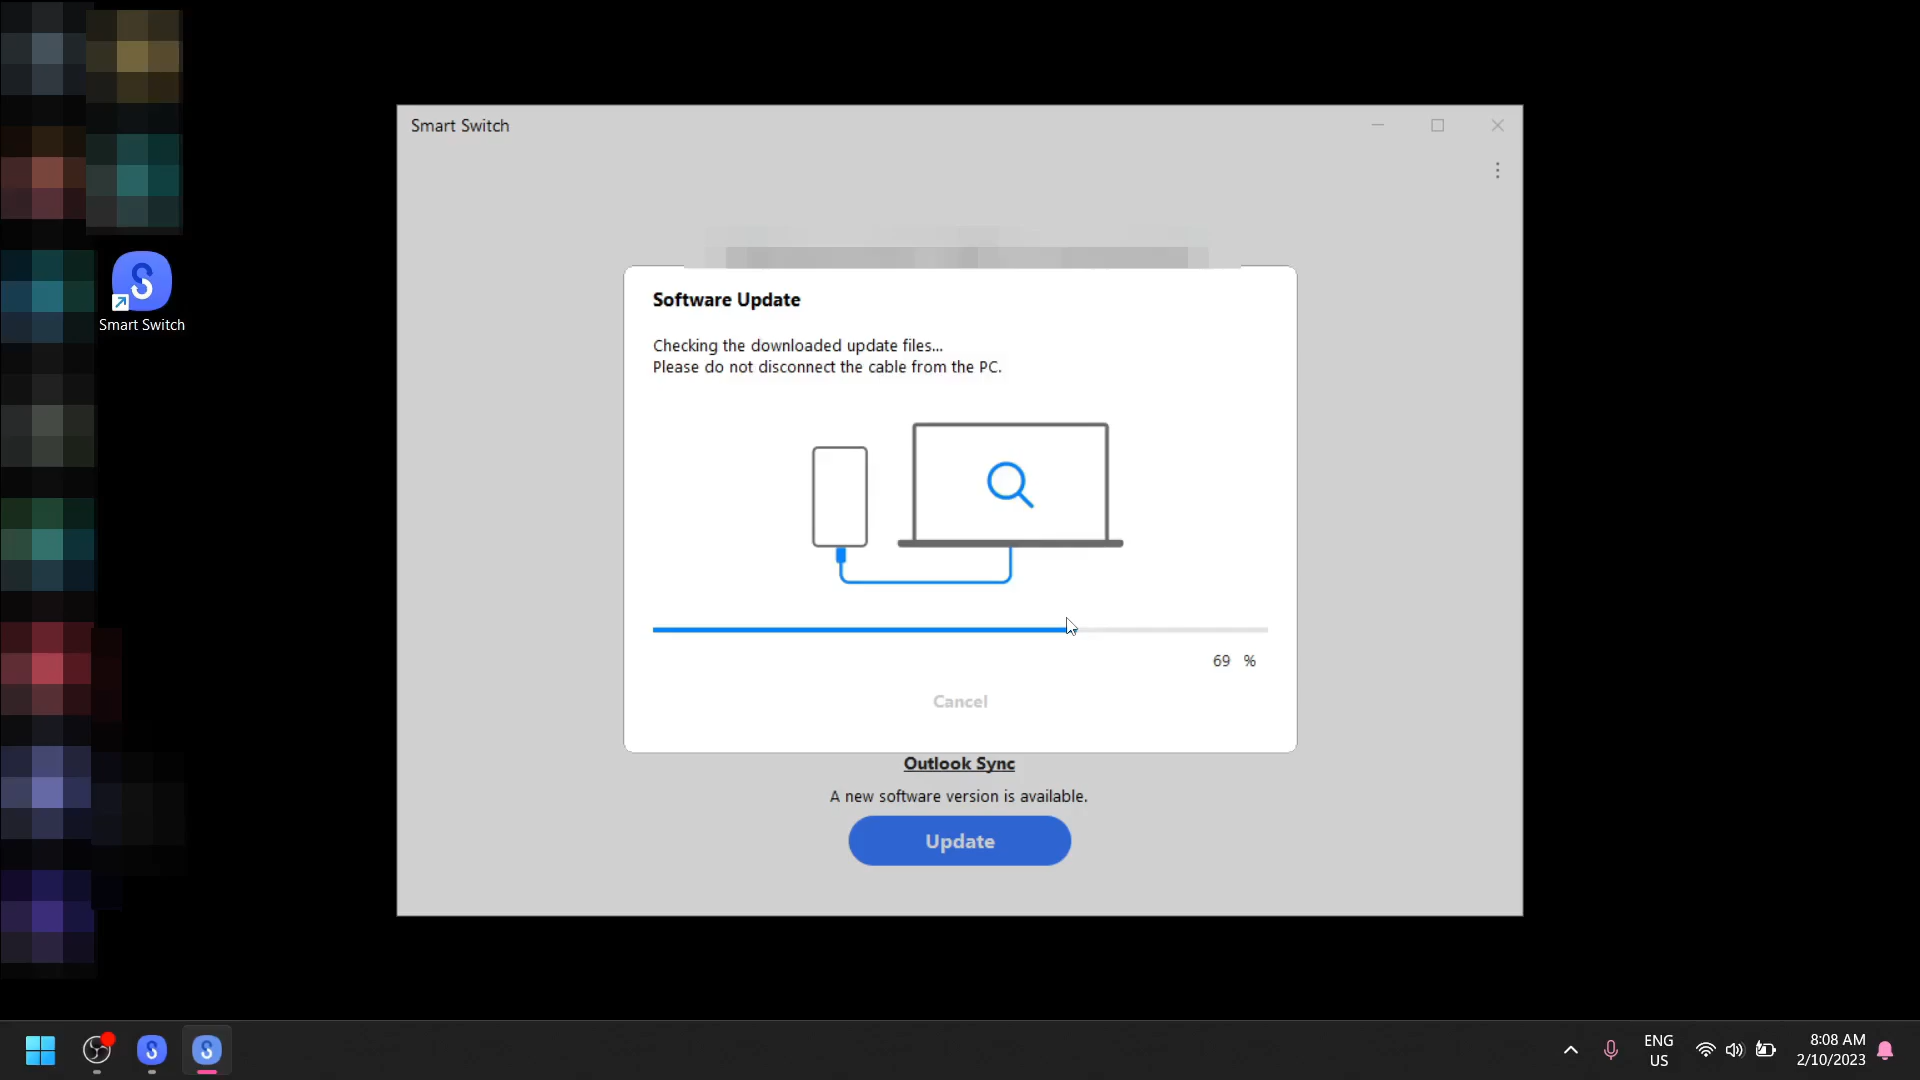 Smart Switch
Smart Switch
Software Update
Checking the downloaded update files...
Please do not disconnect the cable from the PC.
69 %
Cancel
Outlook Sync
A new software version is available.
Update
ENG
US
8:08 AM
2/10/2023